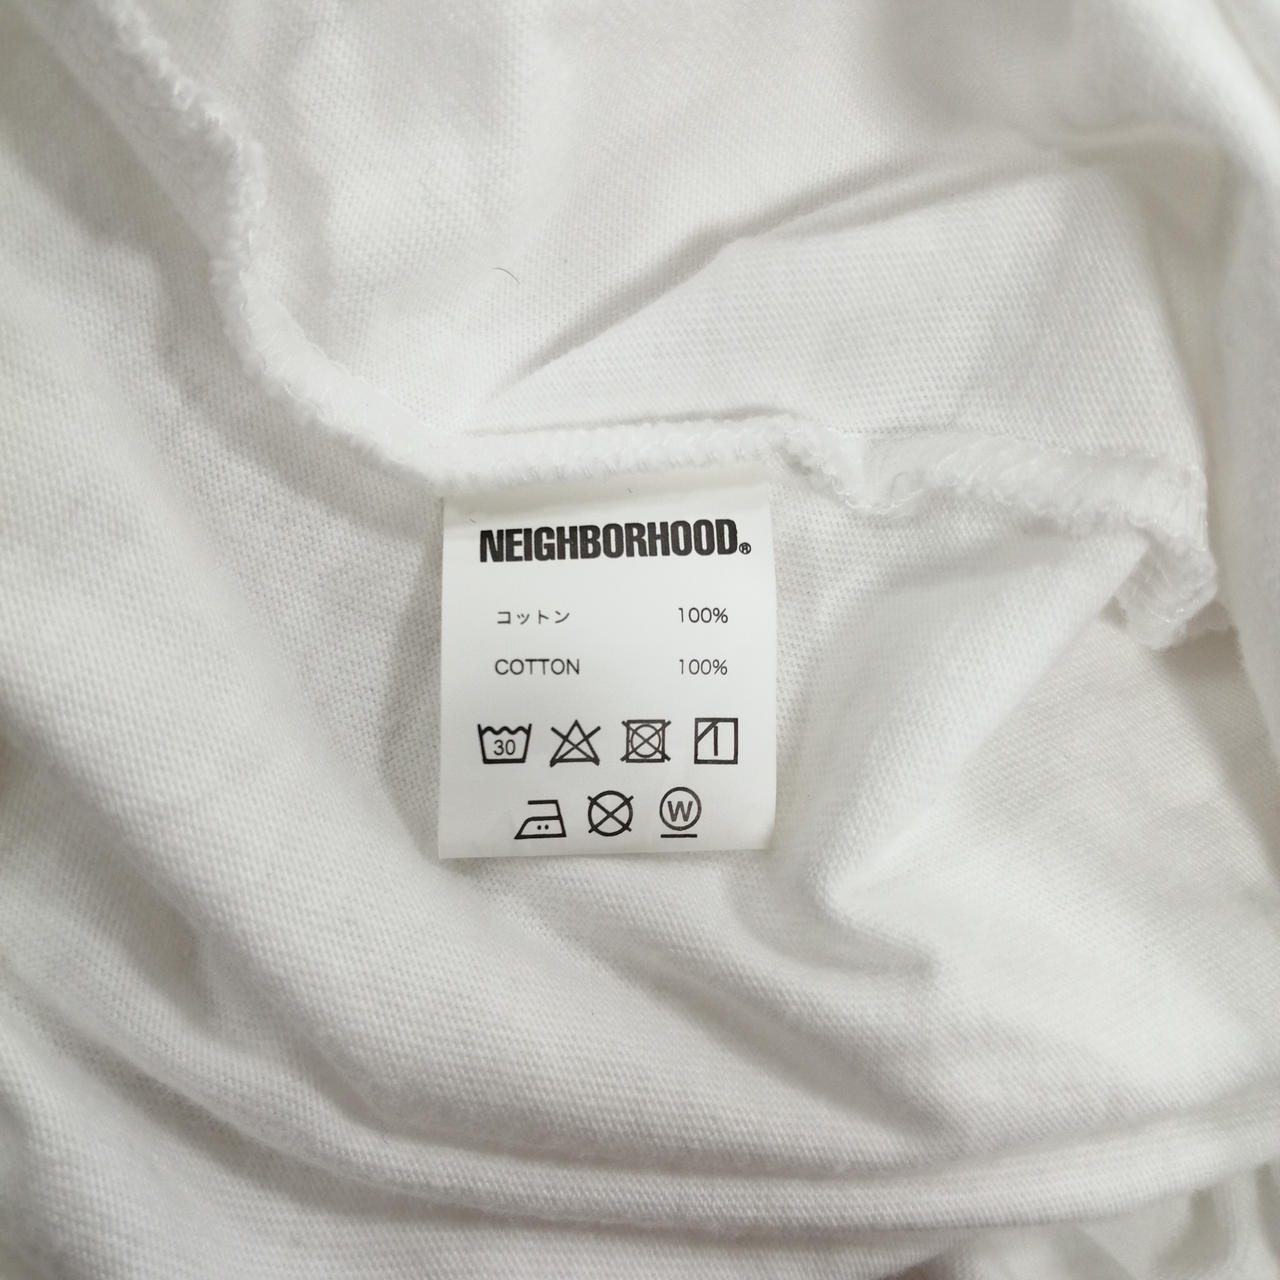 NEIGHBORHOOD®
コットン 100%
COTTON 100%
30
W